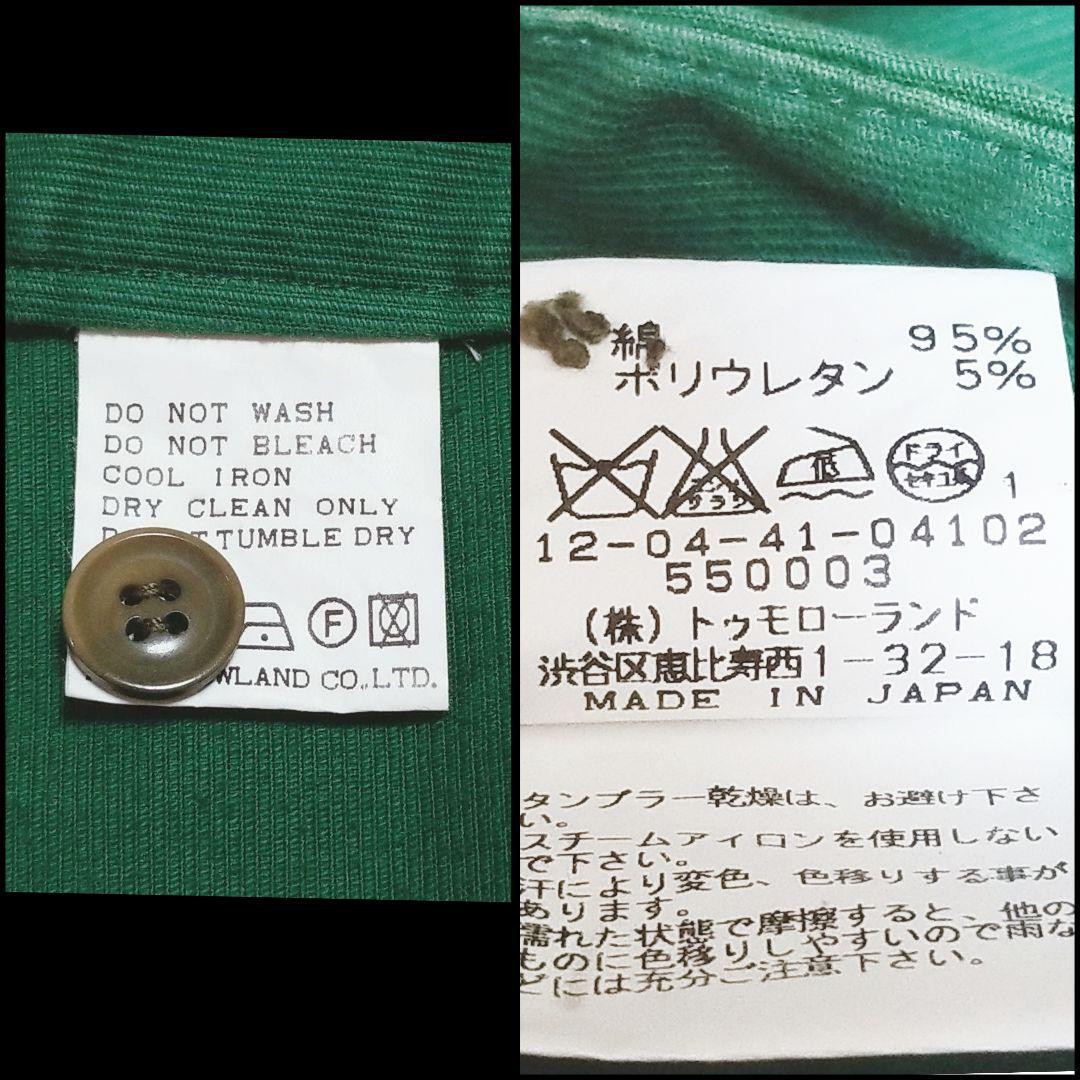 DO NOT WASH
DO NOT BLEACH
COOL IRON
DRY CLEAN ONLY
TUMBLE DRY
F
CO.,LTD.
綿 95%
ポリウレタン 5%
低
ドライ
セキユ系
1
12-04-41-04102
550003
(株)トゥモローランド
渋谷区恵比寿西1-32-18
MADE IN JAPAN
タンブラー乾燥は、お避け下さ
い。
スチームアイロンを使用しない
で下さい。
汗により変色、色移りする事が
あります。
濡れた状態で摩擦すると、他の
ものに色移りしやすいので雨な
どには充分ご注意下さい。